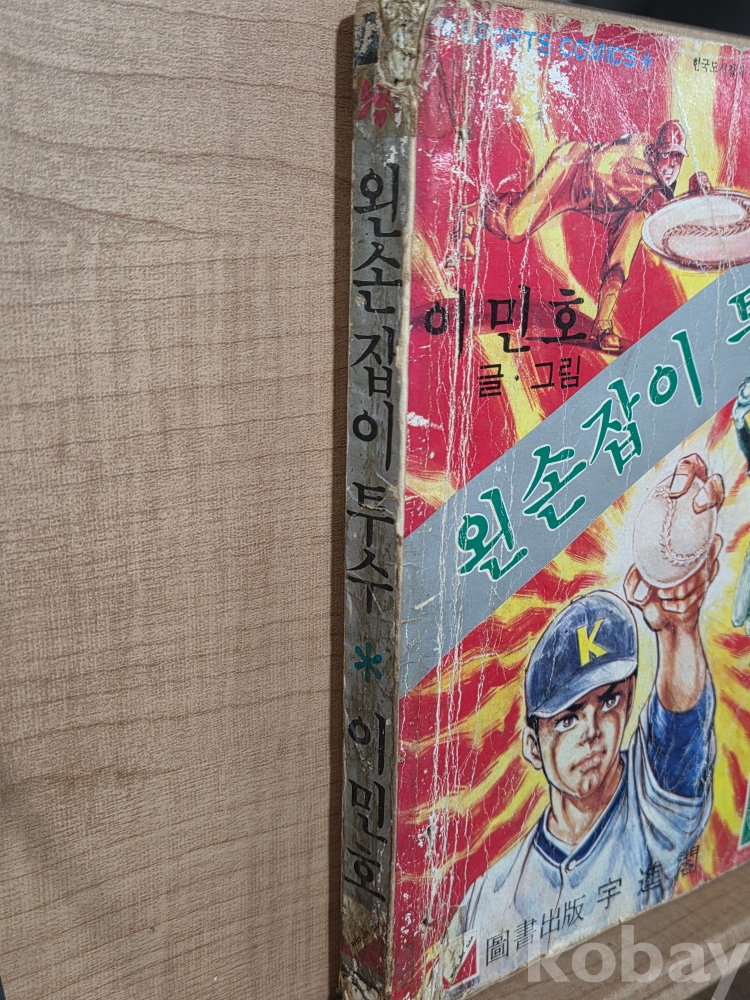 왼손잡이 투수 * 이민호
SPORTS COMICS *
이민호
글·그림
왼손잡이
K
K
圖書出版 宇進閣
kobay